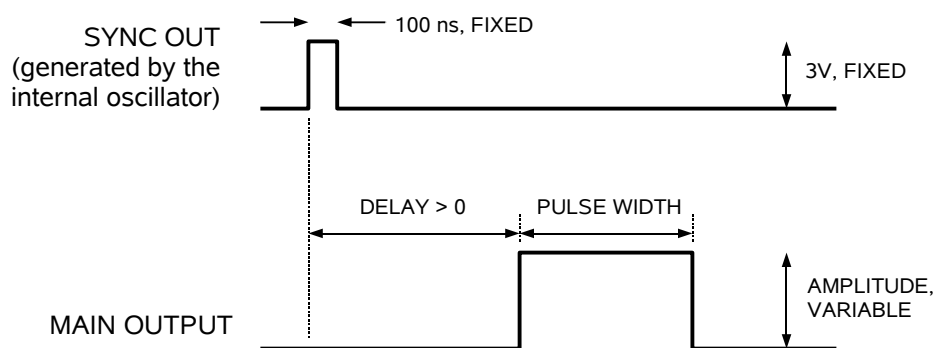 100 ns, FIXED
SYNC OUT
(generated by the
internal oscillator)
3V, FIXED
DELAY > 0
PULSE WIDTH
AMPLITUDE,
VARIABLE
MAIN OUTPUT